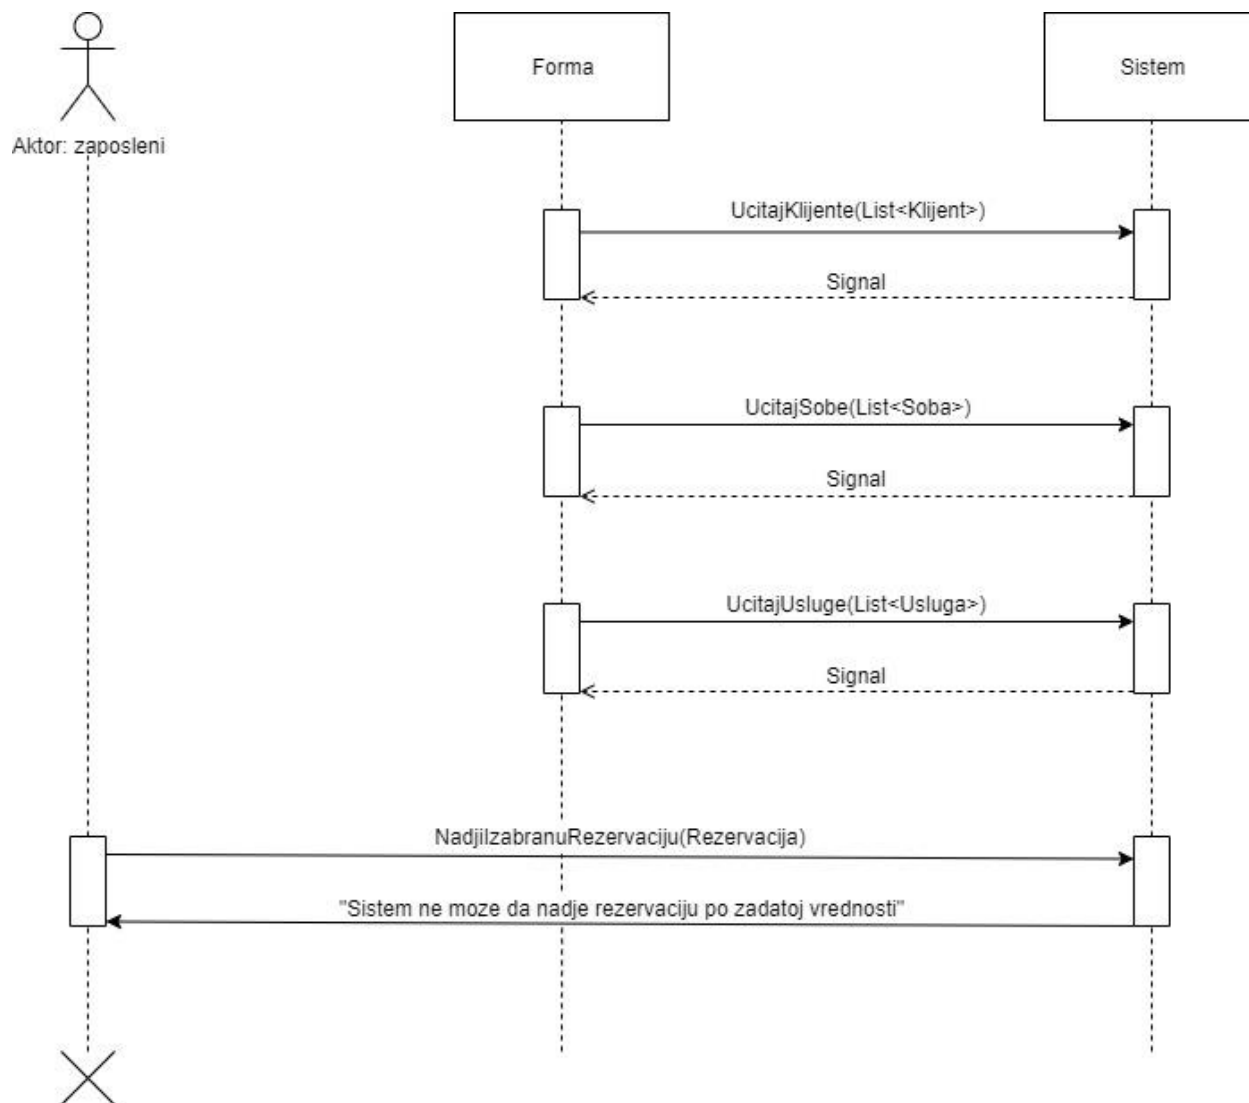 Forma
Sistem
Aktor: zaposleni
UcitajKlijente(List<Klijent>)
Signal
UcitajSobe(List<Soba>)
Signal
UcitajUsluge(List<Usluga>)
Signal
NadjiIzabranuRezervaciju(Rezervacija)
"Sistem ne moze da nadje rezervaciju po zadatoj vrednosti"